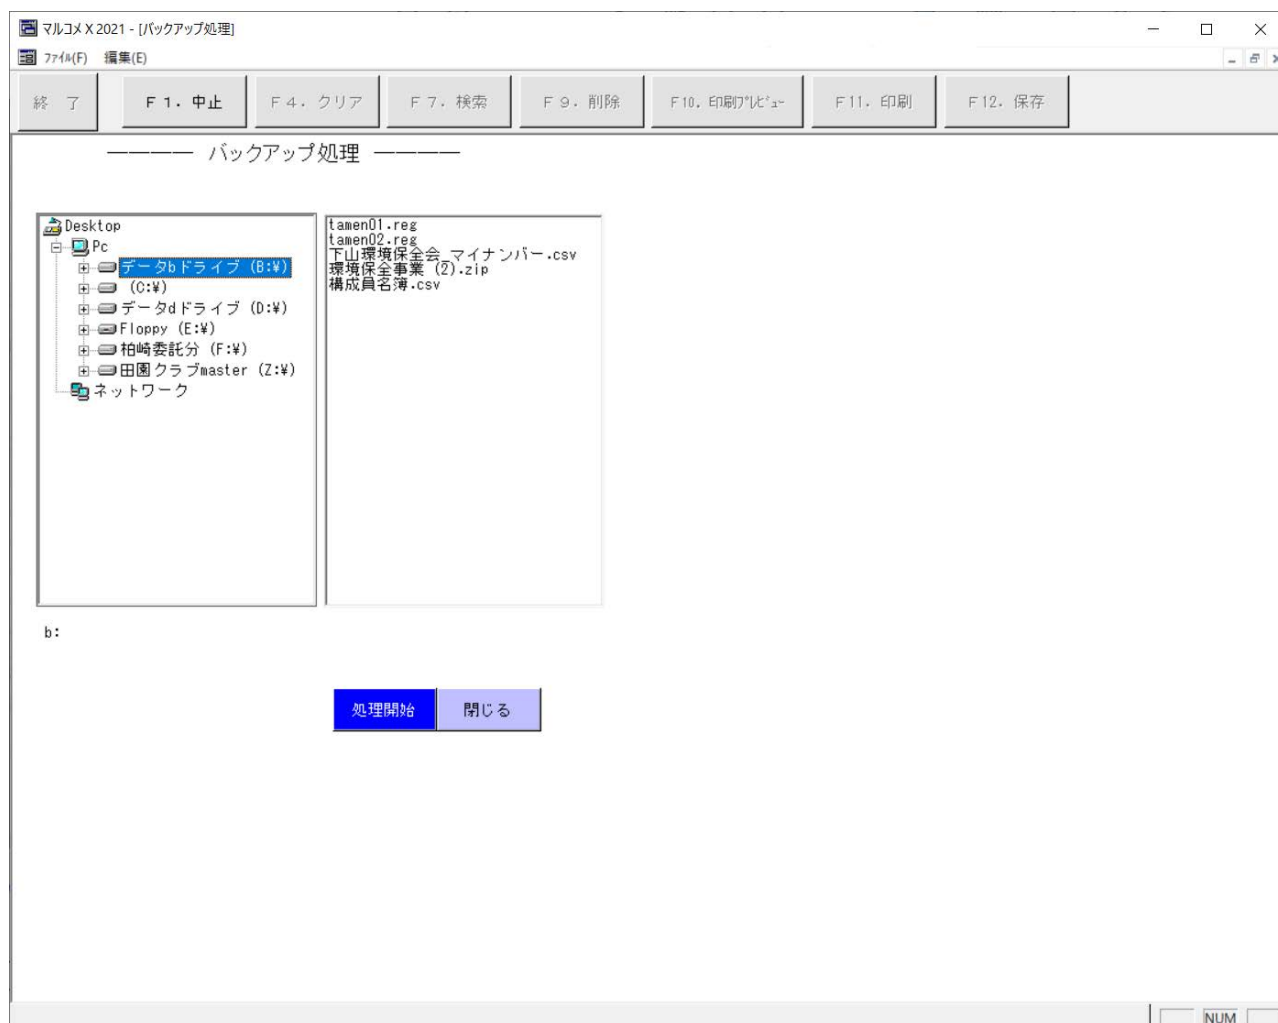 マルコメX 2021 - [バックアップ処理]
ﾌｧｲﾙ(F) 編集(E)
終 了 Ｆ１．中止 Ｆ４．クリア Ｆ７．検索 Ｆ９．削除 Ｆ10．印刷ﾌﾟﾚﾋﾞｭｰ Ｆ11．印刷 Ｆ12．保存
―――― バックアップ処理 ――――
Desktop
Pc
データbドライブ (B:¥)
(C:¥)
データdドライブ (D:¥)
Floppy (E:¥)
柏崎委託分 (F:¥)
田園クラブmaster (Z:¥)
ネットワーク
tamen01.reg
tamen02.reg
下山環境保全会_マイナンバー.csv
環境保全事業 (2).zip
構成員名簿.csv
b:
処理開始 閉じる
NUM